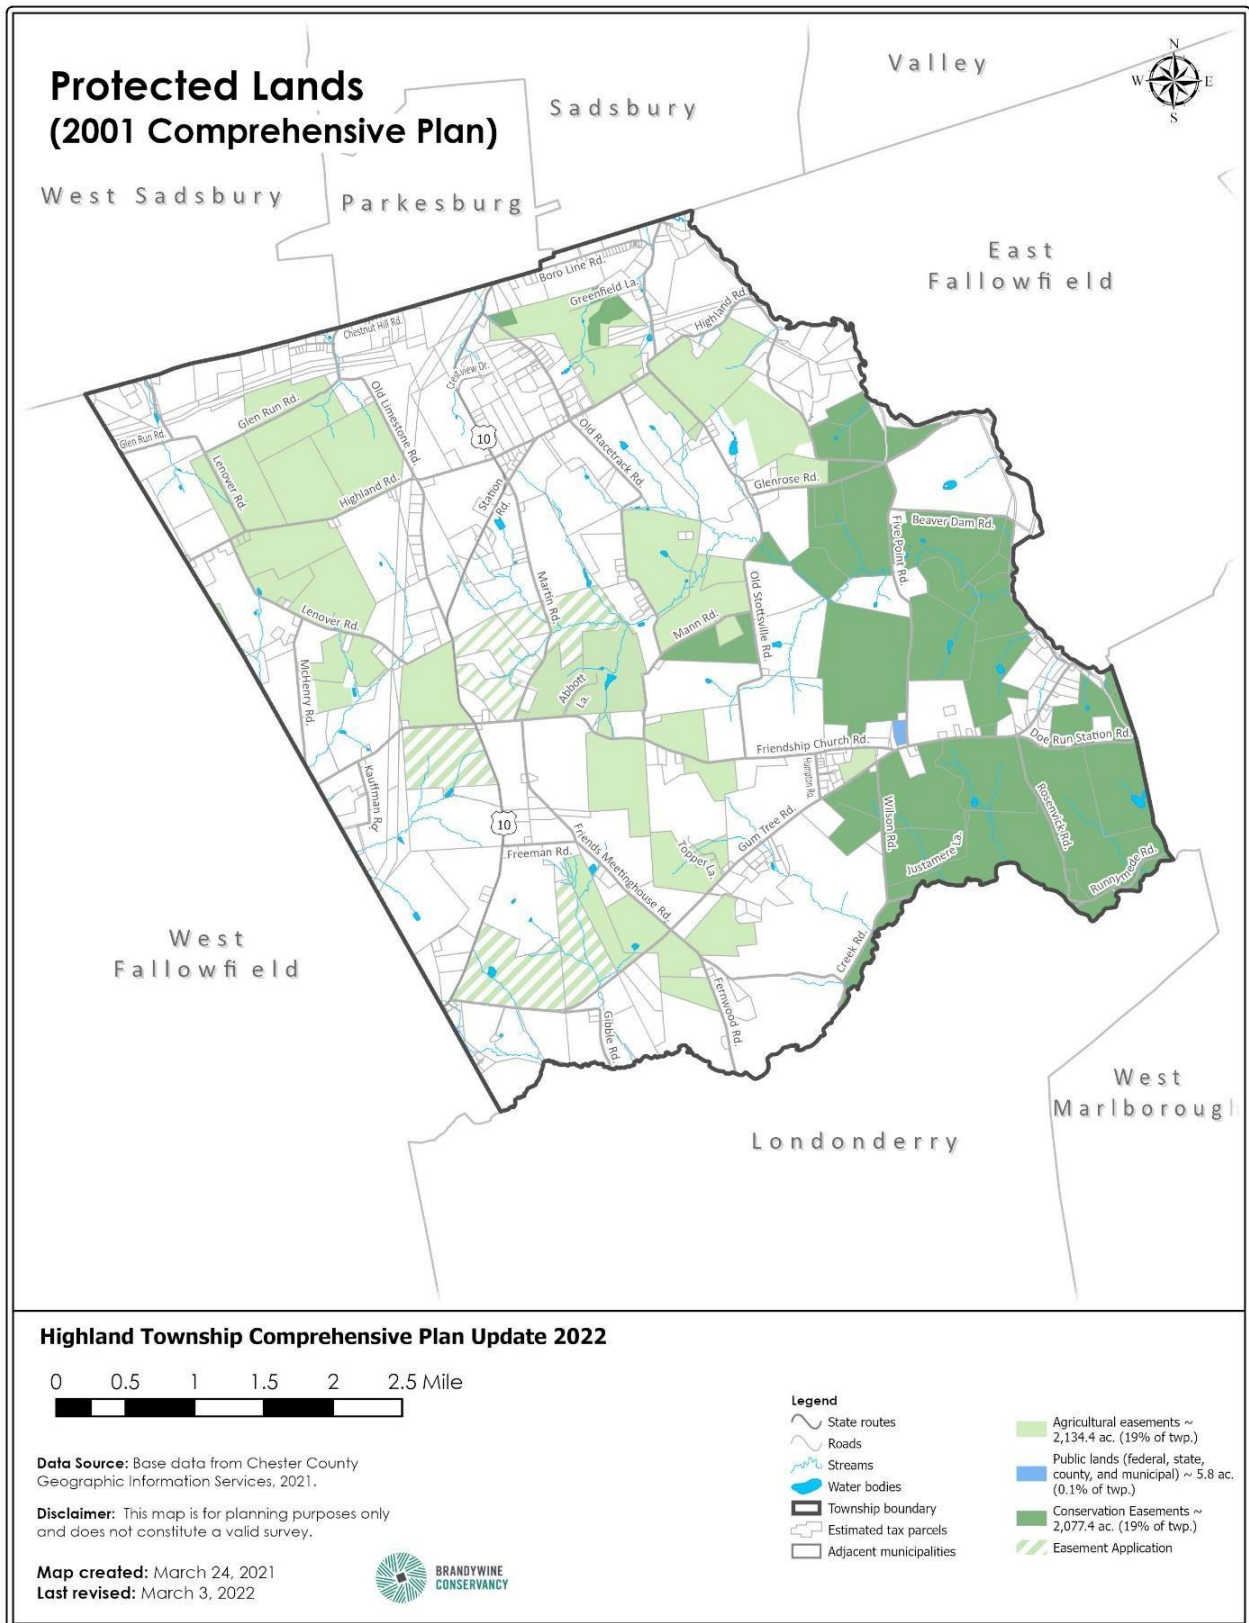 Protected Lands
(2001 Comprehensive Plan)
Valley
N
W E
S
Sadsbury
West Sadsbury
Parkesburg
East
Fallowfield
Boro Line Rd.
Greenfield La.
Highland Rd.
Chestnut Hill Rd.
Crestview Dr.
Glen Run Rd.
Old Limestone Rd.
Glen Run Rd.
10
Old Racetrack Rd.
Lenover Rd.
Highland Rd.
Station
Rd.
Glenrose Rd.
Five Point Rd.
Beaver Dam Rd.
Martin Rd.
Old Stottsville Rd.
Lenover Rd.
Mann Rd.
McHenry Rd.
Abbott
La.
Friendship Church Rd.
Doe Run Station Rd.
Kauffman Rd.
Humpton Rd.
Wilson Rd.
Rosenvick Rd.
10
Friends Meetinghouse Rd.
Gum Tree Rd.
Freeman Rd.
Topper La.
Justamere La.
Runnymede Rd.
West
Fallowfield
Creek Rd.
Fernwood Rd.
Gibble Rd.
West
Marlborough
Londonderry
Highland Township Comprehensive Plan Update 2022
0 0.5 1 1.5 2 2.5 Mile
Data Source: Base data from Chester County
Geographic Information Services, 2021.
Disclaimer: This map is for planning purposes only
and does not constitute a valid survey.
Map created: March 24, 2021
Last revised: March 3, 2022
BRANDYWINE
CONSERVANCY
Legend
State routes
Roads
Streams
Water bodies
Township boundary
Estimated tax parcels
Adjacent municipalities
Agricultural easements ~
2,134.4 ac. (19% of twp.)
Public lands (federal, state,
county, and municipal) ~ 5.8 ac.
(0.1% of twp.)
Conservation Easements ~
2,077.4 ac. (19% of twp.)
Easement Application